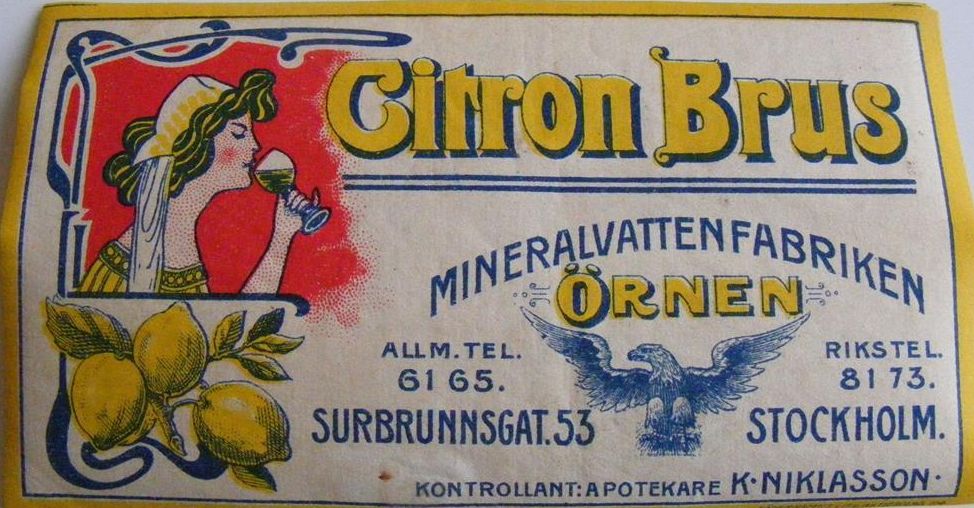 Citron Brus
MINERALVATTENFABRIKEN
ÖRNEN
ALLM. TEL.
61 65.
RIKSTEL.
81 73.
SURBRUNNSGAT. 53
STOCKHOLM.
KONTROLLANT: APOTEKARE K. NIKLASSON.